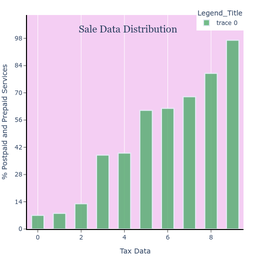 Legend_Title
trace 0
Sale Data Distribution
98
84
70
56
42
28
14
0
% Postpaid and Prepaid Services
0 2 4 6 8
Tax Data